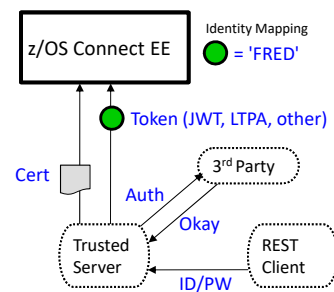 Identity Mapping
= 'FRED'
z/OS Connect EE
Token (JWT, LTPA, other)
Cert
3rd Party
Auth
Okay
Trusted
Server
REST
Client
ID/PW